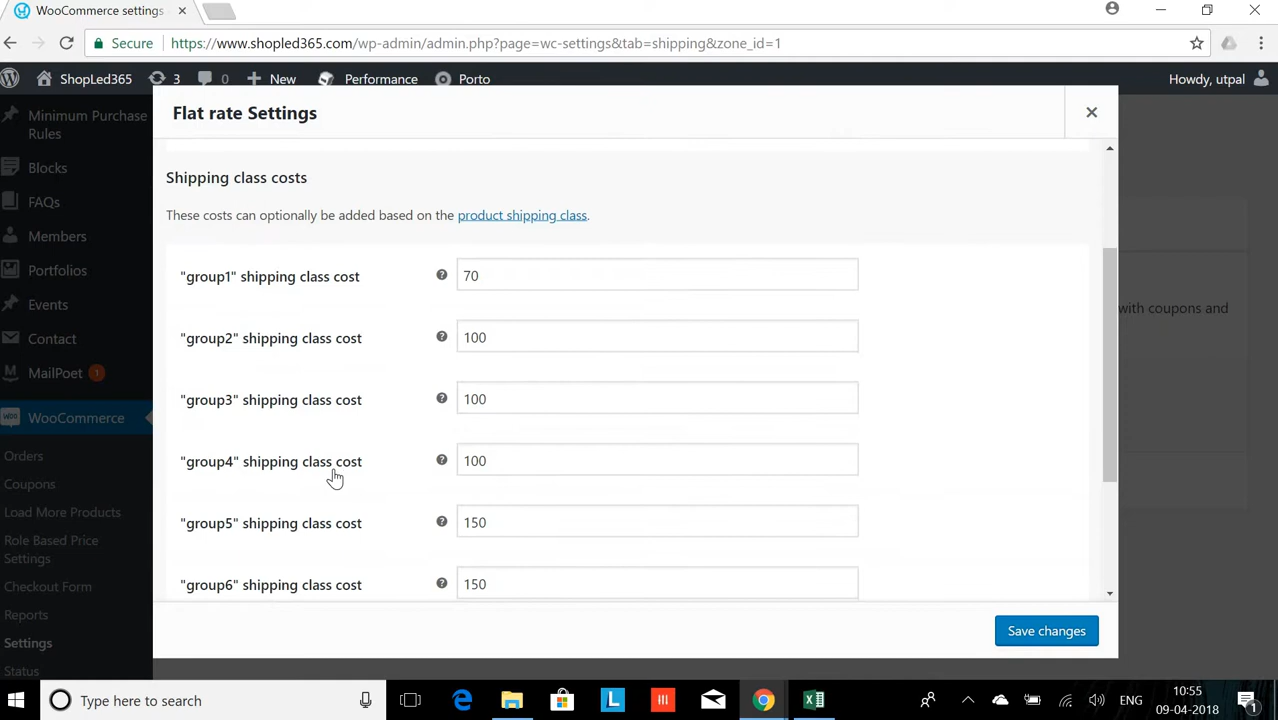 WooCommerce settings
Secure https://www.shopled365.com/wp-admin/admin.php?page=wc-settings&tab=shipping&zone_id=1
ShopLed365 3 0 New Performance Porto Howdy, utpal
Minimum Purchase
Rules
Blocks
FAQs
Members
Portfolios
Events
Contact
MailPoet 1
WooCommerce
Orders
Coupons
Load More Products
Role Based Price
Settings
Checkout Form
Reports
Settings
Status
Flat rate Settings
Shipping class costs
These costs can optionally be added based on the product shipping class.
"group1" shipping class cost 70
"group2" shipping class cost 100
"group3" shipping class cost 100
"group4" shipping class cost 100
"group5" shipping class cost 150
"group6" shipping class cost 150
Save changes
with coupons and
Type here to search
ENG
10:55
09-04-2018
1